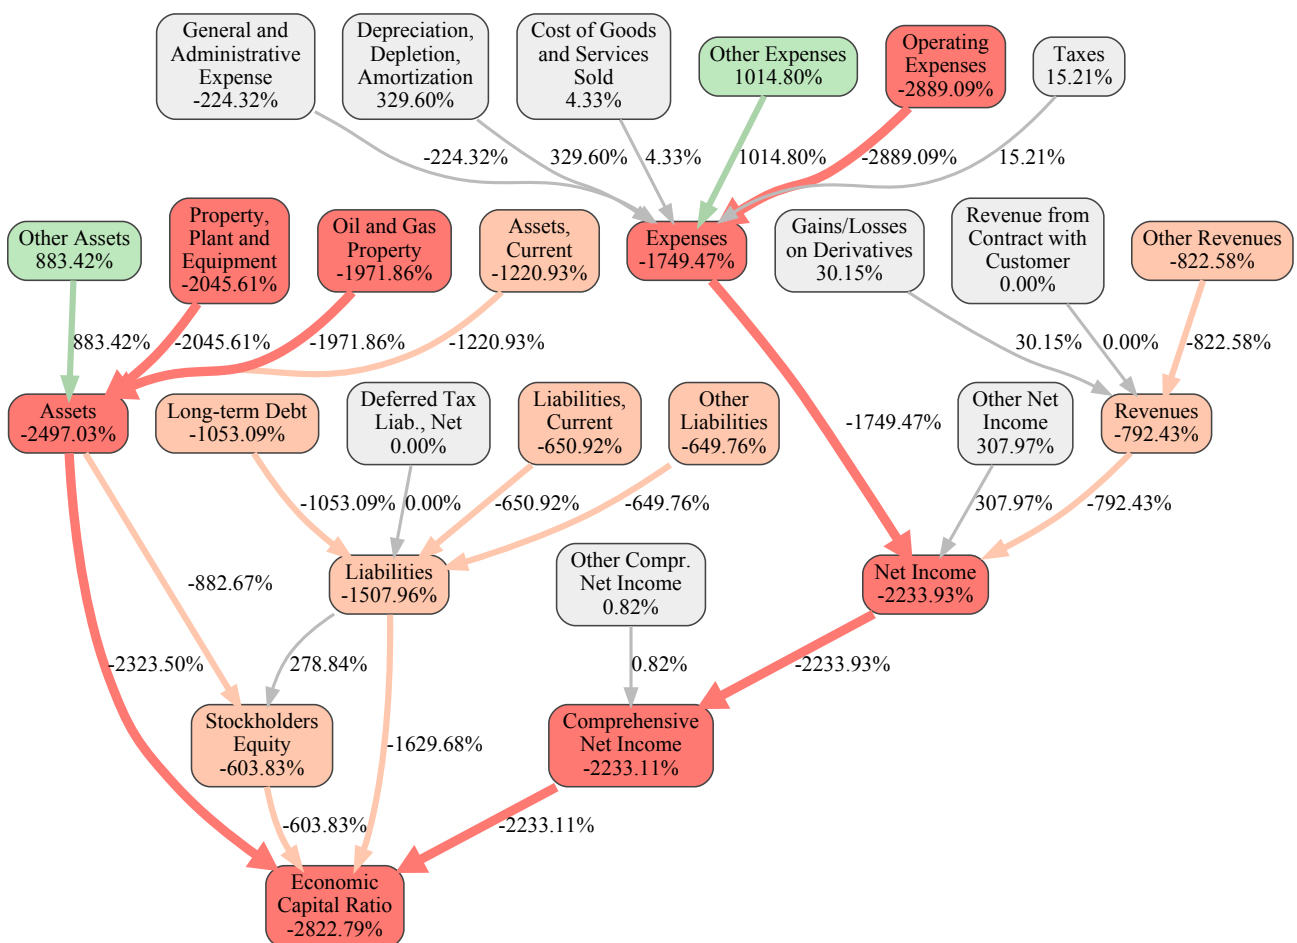 General and
Administrative
Expense
-224.32%
Depreciation,
Depletion,
Amortization
329.60%
Cost of Goods
and Services
Sold
4.33%
Other Expenses
1014.80%
Operating
Expenses
-2889.09%
Taxes
15.21%
-224.32%
329.60%
4.33%
1014.80%
-2889.09%
15.21%
Other Assets
883.42%
Property,
Plant and
Equipment
-2045.61%
Oil and Gas
Property
-1971.86%
Assets,
Current
-1220.93%
Expenses
-1749.47%
Gains/Losses
on Derivatives
30.15%
Revenue from
Contract with
Customer
0.00%
Other Revenues
-822.58%
883.42%
-2045.61%
-1971.86%
-1220.93%
30.15%
0.00%
-822.58%
Assets
-2497.03%
Long-term Debt
-1053.09%
Deferred Tax
Liab., Net
0.00%
Liabilities,
Current
-650.92%
Other
Liabilities
-649.76%
-1749.47%
Other Net
Income
307.97%
Revenues
-792.43%
-1053.09%
0.00%
-650.92%
-649.76%
307.97%
-792.43%
-882.67%
Liabilities
-1507.96%
Other Compr.
Net Income
0.82%
Net Income
-2233.93%
-2323.50%
278.84%
0.82%
-2233.93%
Stockholders
Equity
-603.83%
-1629.68%
Comprehensive
Net Income
-2233.11%
-603.83%
-2233.11%
Economic
Capital Ratio
-2822.79%